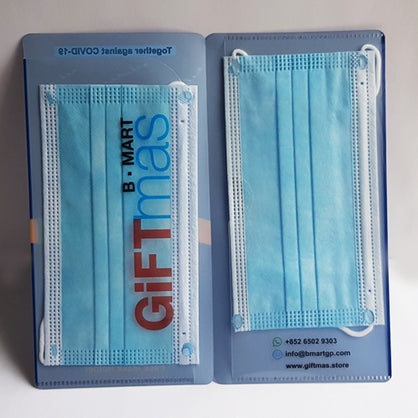 Together against COVID-19
B·MART
GiFTmas
+852 6502 9303
info@bmartgp.com
www.giftmas.store